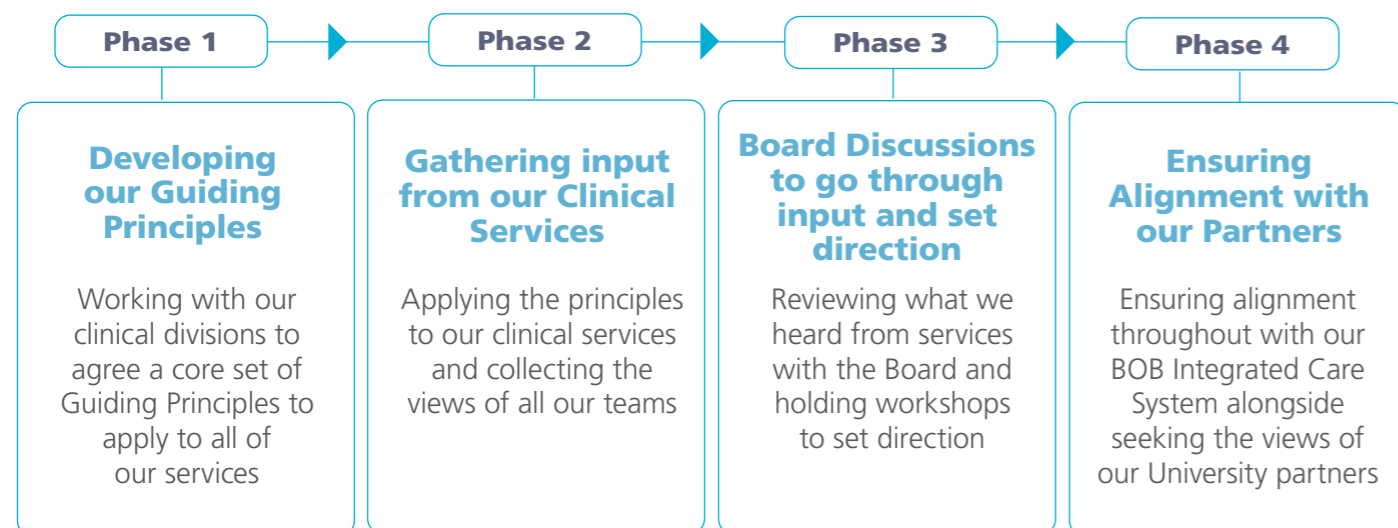 Phase 1
Phase 2
Phase 3
Phase 4
Developing
our Guiding
Principles
Working with our
clinical divisions to
agree a core set of
Guiding Principles to
apply to all of
our services
Gathering input
from our Clinical
Services
Applying the principles
to our clinical services
and collecting the
views of all our teams
Board Discussions
to go through
input and set
direction
Reviewing what we
heard from services
with the Board and
holding workshops
to set direction
Ensuring
Alignment with
our Partners
Ensuring alignment
throughout with our
BOB Integrated Care
System alongside
seeking the views of
our University partners